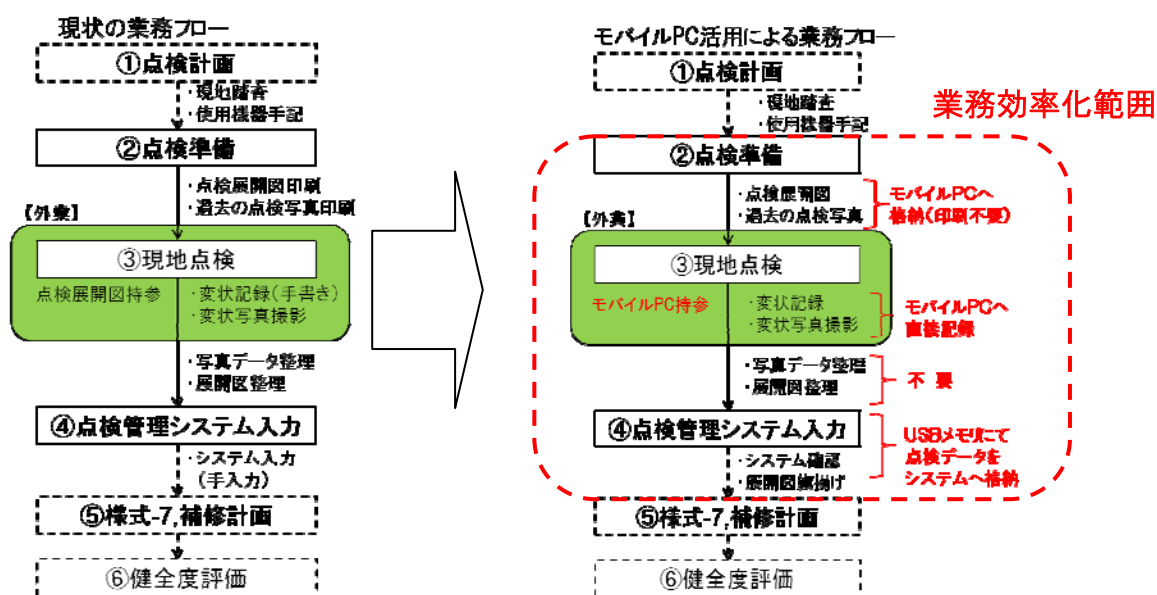 現状の業務フロー
①点検計画
・現地踏査
・使用機器手記
②点検準備
・点検展開図印刷
・過去の点検写真印刷
【外業】
③現地点検
点検展開図持参
・変状記録(手書き)
・変状写真撮影
・写真データ整理
・展開図整理
④点検管理システム入力
・システム入力
(手入力)
⑤様式-7,補修計画
⑥健全度評価
モバイルPC活用による業務フロー
業務効率化範囲
①点検計画
・現地踏査
・使用機器手記
②点検準備
・点検展開図
・過去の点検写真
モバイルPCへ
格納(印刷不要)
【外業】
③現地点検
モバイルPC持参
・変状記録
・変状写真撮影
モバイルPCへ
直接記録
・写真データ整理
・展開図整理
不 要
④点検管理システム入力
・システム確認
・展開図線揚げ
USBメモリにて
点検データを
システムへ格納
⑤様式-7,補修計画
⑥健全度評価